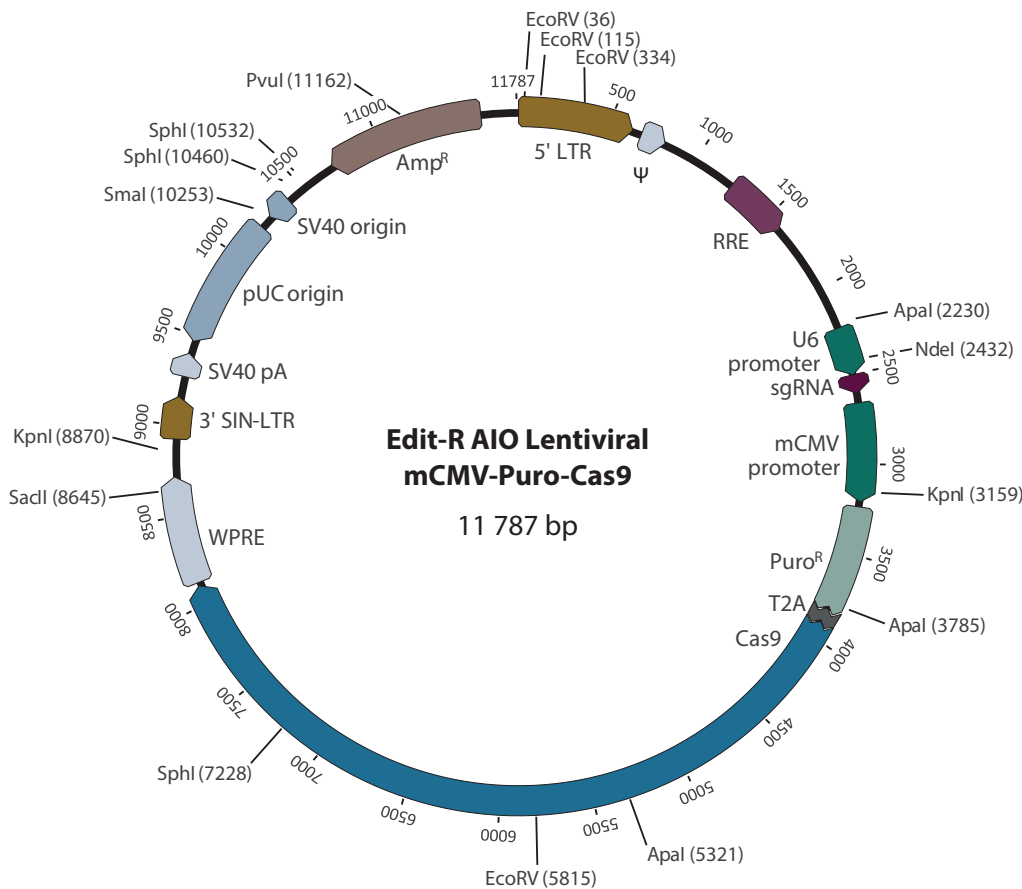 EcoRV (36)
EcoRV (115)
EcoRV (334)
11787
500
5' LTR
Ψ
1000
RRE
1500
2000
ApaI (2230)
U6
promoter
NdeI (2432)
2500
sgRNA
mCMV
promoter
3000
KpnI (3159)
Puroᴿ
3500
T2A
ApaI (3785)
Cas9
4000
4500
5000
ApaI (5321)
5500
EcoRV (5815)
6000
6500
7000
SphI (7228)
7500
8000
WPRE
8500
SacII (8645)
KpnI (8870)
9000
3' SIN-LTR
SV40 pA
9500
pUC origin
10000
SV40 origin
SmaI (10253)
SphI (10460)
SphI (10532)
10500
Ampᴿ
11000
PvuI (11162)
Edit-R AIO Lentiviral
mCMV-Puro-Cas9
11 787 bp